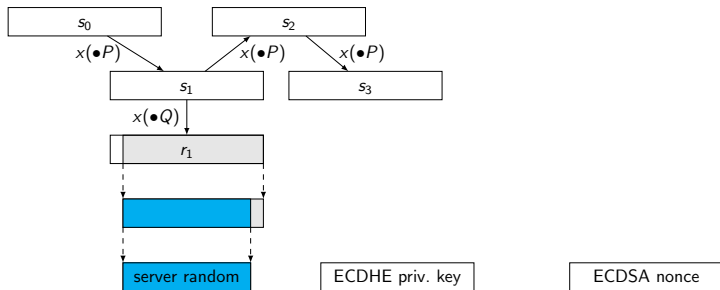 s₀
s₂
x(•P)
x(•P)
x(•P)
s₁
s₃
x(•Q)
r₁
server random
ECDHE priv. key
ECDSA nonce